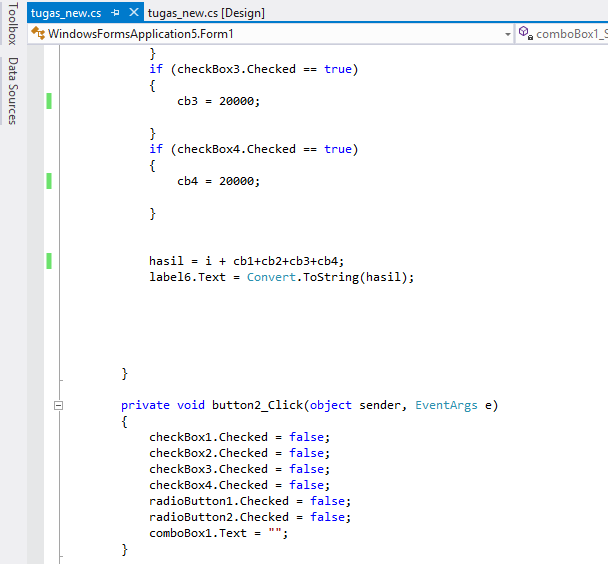 tugas_new.cs
tugas_new.cs [Design]
Toolbox
Data Sources
WindowsFormsApplication5.Form1
comboBox1_S
}
if (checkBox3.Checked == true)
{
cb3 = 20000;
}
if (checkBox4.Checked == true)
{
cb4 = 20000;
}
hasil = i + cb1+cb2+cb3+cb4;
label6.Text = Convert.ToString(hasil);
}
private void button2_Click(object sender, EventArgs e)
{
checkBox1.Checked = false;
checkBox2.Checked = false;
checkBox3.Checked = false;
checkBox4.Checked = false;
radioButton1.Checked = false;
radioButton2.Checked = false;
comboBox1.Text = "";
}